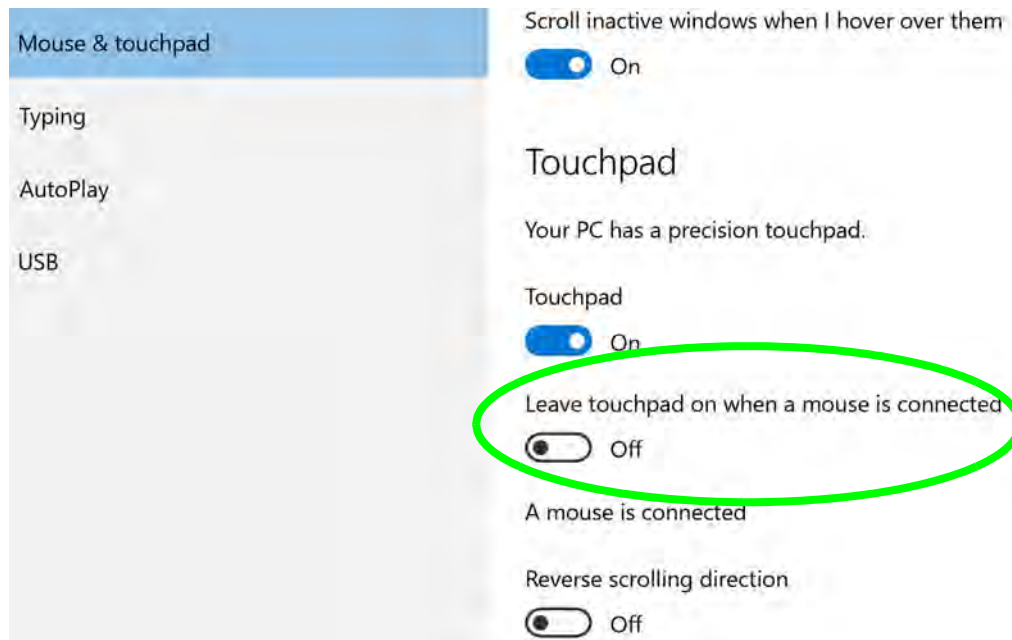 Mouse & touchpad
Typing
AutoPlay
USB
Scroll inactive windows when I hover over them
On
Touchpad
Your PC has a precision touchpad.
Touchpad
On
Leave touchpad on when a mouse is connected
Off
A mouse is connected
Reverse scrolling direction
Off